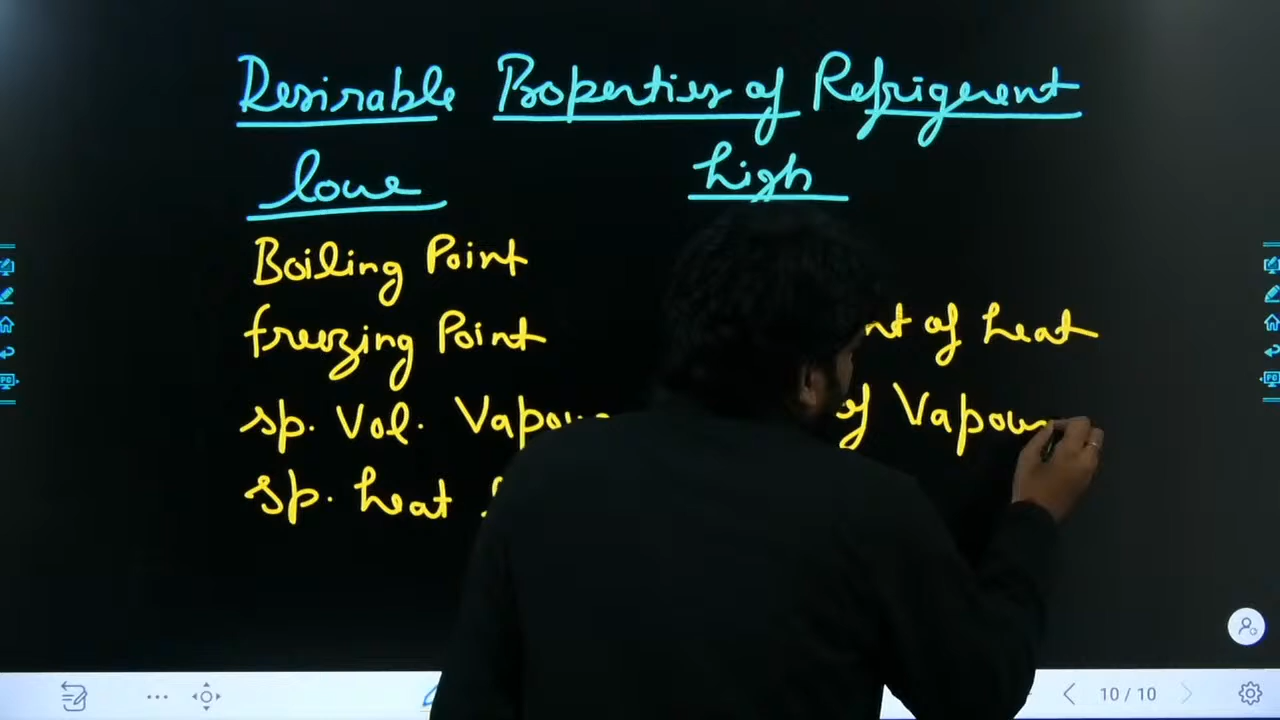 Desirable Properties of Refrigerent
low high
Boiling Point
freezing Point of heat
sp. Vol. Vapour of Vapour
sp. heat
10 / 10